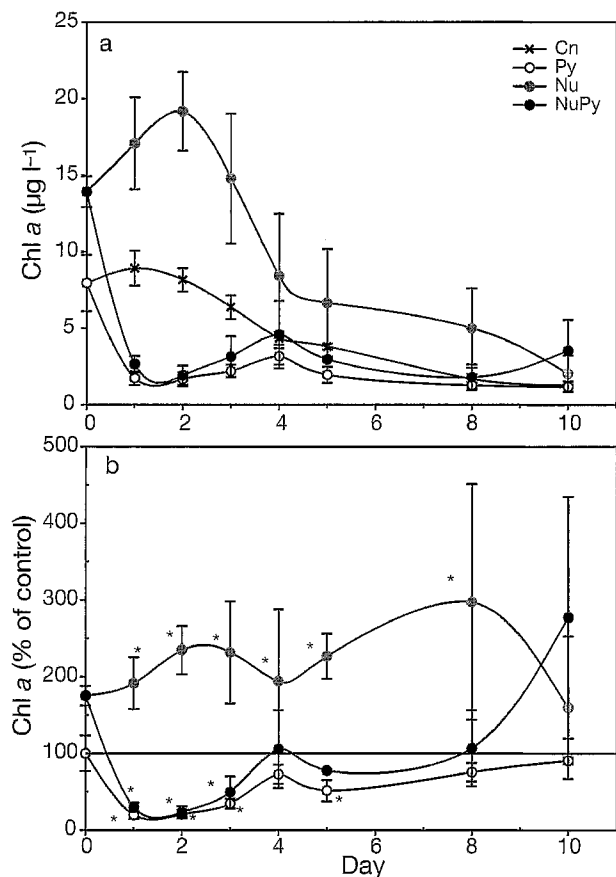 a
Cn
Py
Nu
NuPy
25
20
15
10
5
0
Chl a (µg l⁻¹)
0 2 4 6 8 10
b
500
400
300
200
100
0
Chl a (% of control)
* * * * * *
* * * *
* * * *
0 2 4 6 8 10
Day